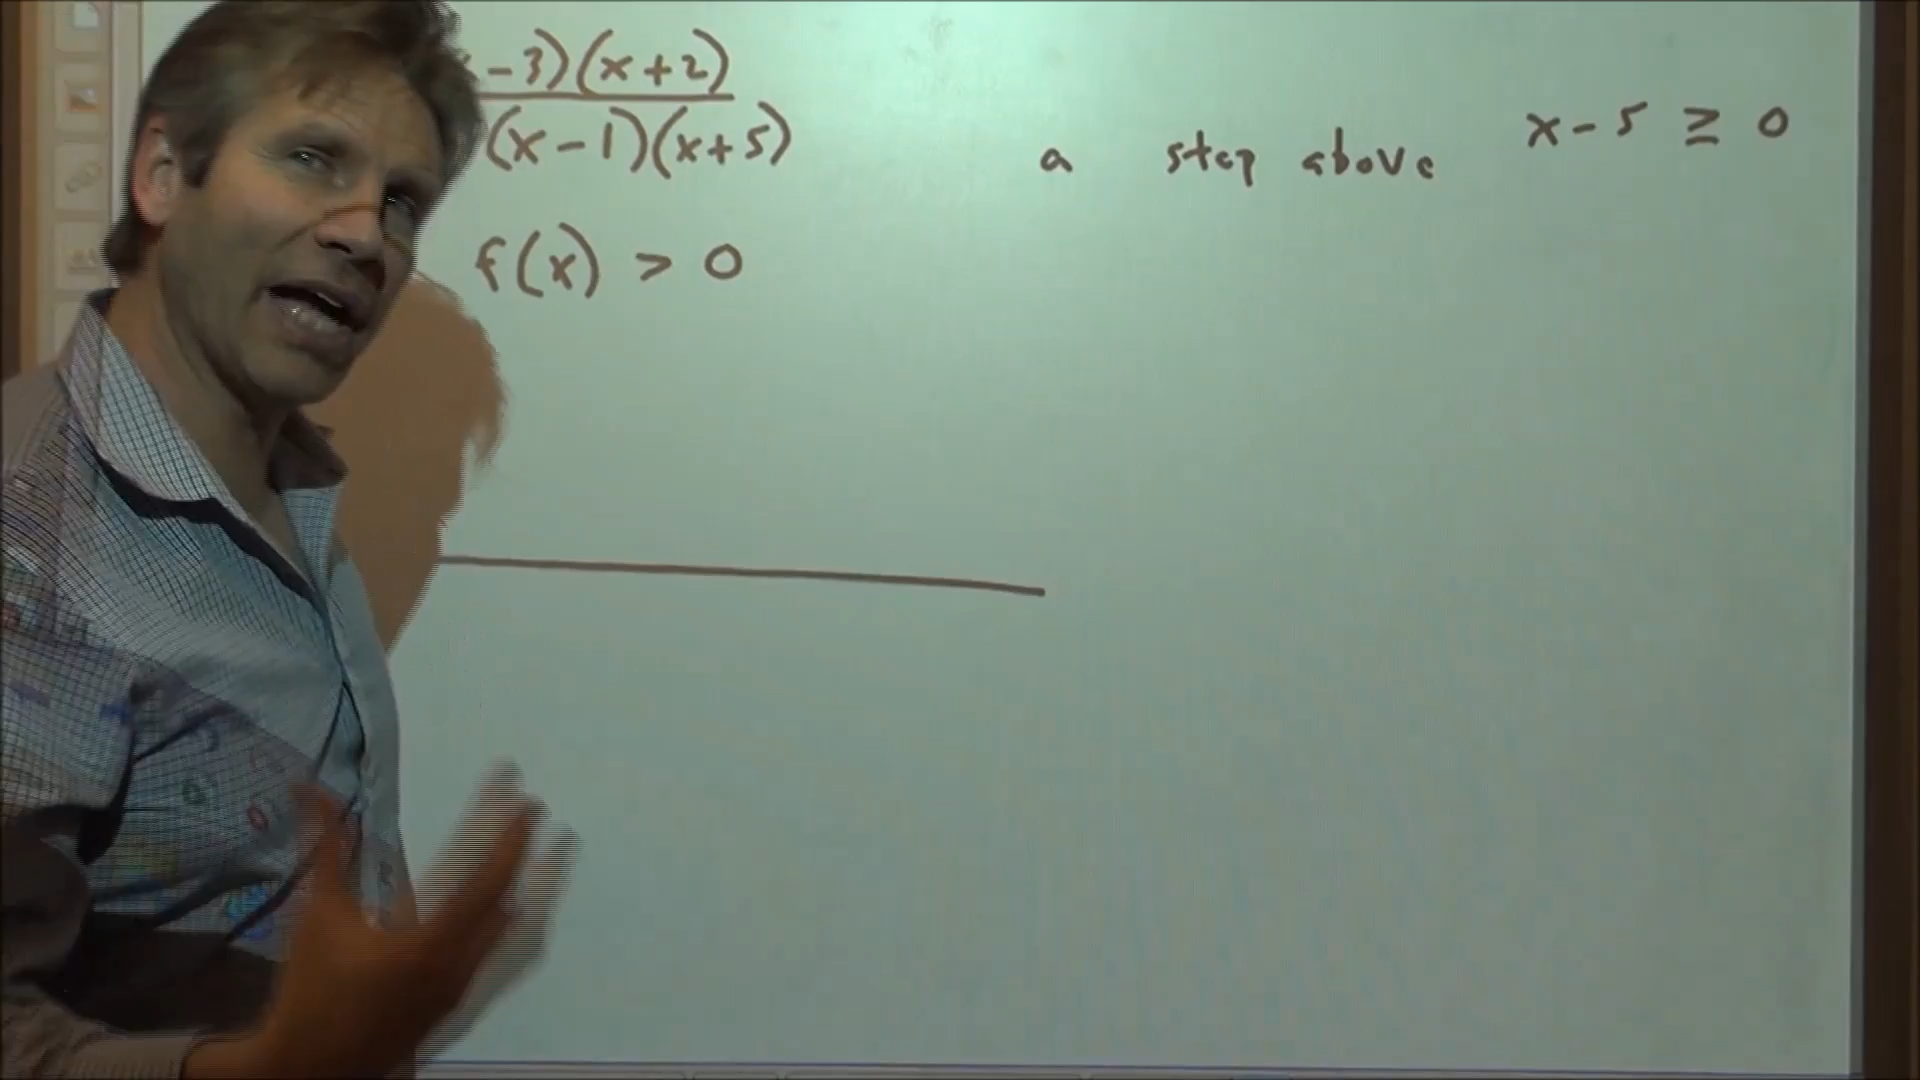 -3)(x+2)
(x-1)(x+5)
a step above x-5 ≥ 0
f(x) > 0